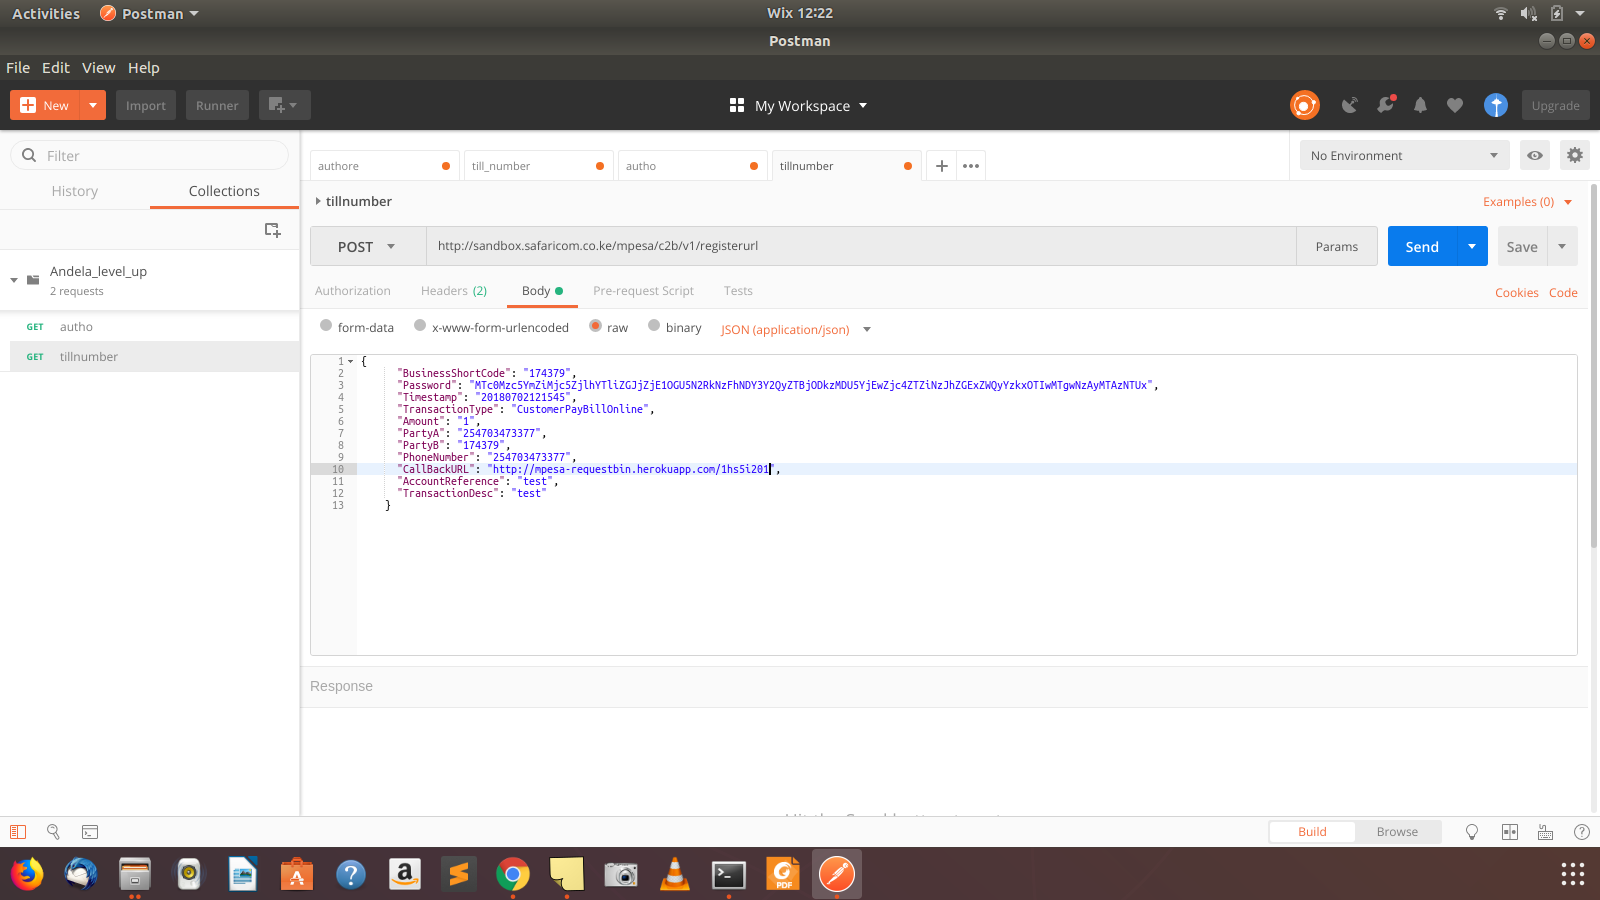 Activities Postman Wix 12:22
Postman
File Edit View Help
New Import Runner My Workspace Upgrade
Filter
History Collections
Andela_level_up
2 requests
GET autho
GET tillnumber
authore till_number autho tillnumber
No Environment
tillnumber
Examples (0)
POST http://sandbox.safaricom.co.ke/mpesa/c2b/v1/registerurl Params Send Save
Authorization Headers (2) Body Pre-request Script Tests
Cookies Code
form-data x-www-form-urlencoded raw binary JSON (application/json)
1 {
2 "BusinessShortCode": "174379",
3 "Password": "MTc0Mzc5YmZiMjc5ZjlhYTliZGJjZjE1OGU5N2RkNzFhNDY3Y2QyZTBjODkzMDU5YjEwZjc4ZTZiNzJhZGExZWQyYzkxOTIwMTgwNzAyMTAzNTUx",
4 "Timestamp": "20180702121545",
5 "TransactionType": "CustomerPayBillOnline",
6 "Amount": "1",
7 "PartyA": "254703473377",
8 "PartyB": "174379",
9 "PhoneNumber": "254703473377",
10 "CallBackURL": "http://mpesa-requestbin.herokuapp.com/1hs5i201",
11 "AccountReference": "test",
12 "TransactionDesc": "test"
13 }
Response
Build Browse
PDF